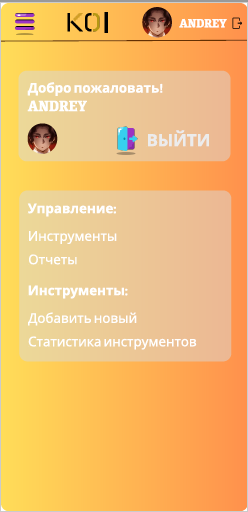 KOI
ANDREY
Добро пожаловать!
ANDREY
ВЫЙТИ
Управление:
Инструменты
Отчеты
Инструменты:
Добавить новый
Статистика инструментов